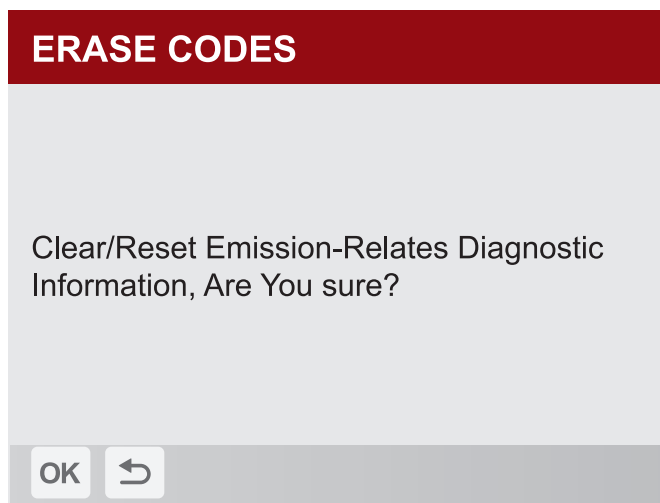 ERASE CODES
Clear/Reset Emission-Relates Diagnostic
Information, Are You sure?
OK